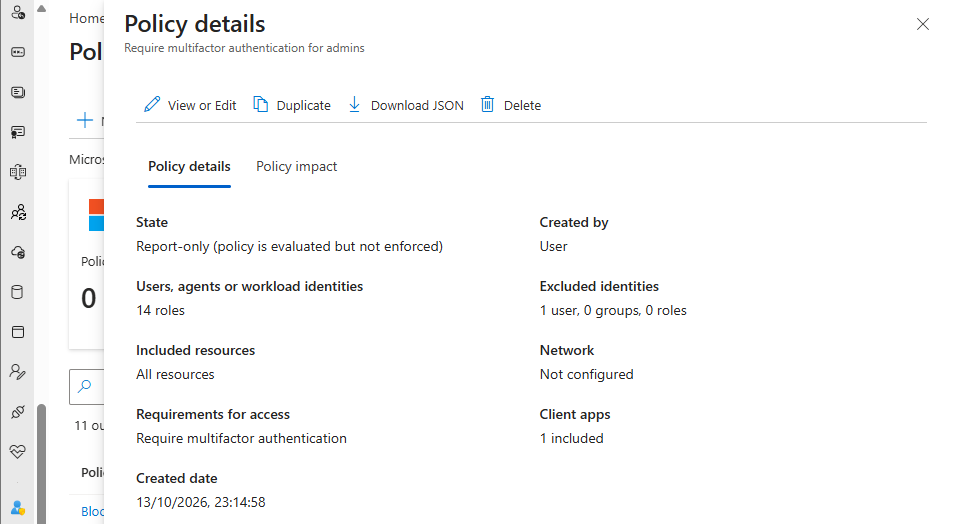 Home
Pol
Policy details
Require multifactor authentication for admins
View or Edit
Duplicate
Download JSON
Delete
Micros
Policy details
Policy impact
State
Report-only (policy is evaluated but not enforced)
Created by
User
Polic
0
Users, agents or workload identities
14 roles
Excluded identities
1 user, 0 groups, 0 roles
Included resources
All resources
Network
Not configured
Requirements for access
Require multifactor authentication
Client apps
1 included
11 ou
Polic
Created date
13/10/2026, 23:14:58
Bloc